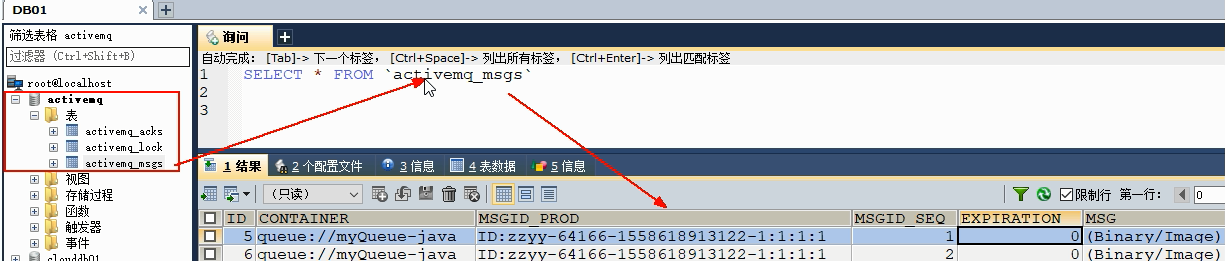 DB01
筛选表格 activemq
过滤器 (Ctrl+Shift+B)
root@localhost
activemq
表
activemq_acks
activemq_lock
activemq_msgs
视图
存储过程
函数
触发器
事件
clouddb01
询问
自动完成: [Tab]-> 下一个标签, [Ctrl+Space]-> 列出所有标签, [Ctrl+Enter]-> 列出匹配标签
1 SELECT * FROM `activemq_msgs`
2
3
1 结果 2 个配置文件 3 信息 4 表数据 5 信息
(只读) 限制行 第一行: 0
ID CONTAINER MSGID_PROD MSGID_SEQ EXPIRATION MSG
5 queue://myQueue-java ID:zzyy-64166-1558618913122-1:1:1:1 1 0 (Binary/Image)
6 queue://myQueue-java ID:zzyy-64166-1558618913122-1:1:1:1 2 0 (Binary/Image)